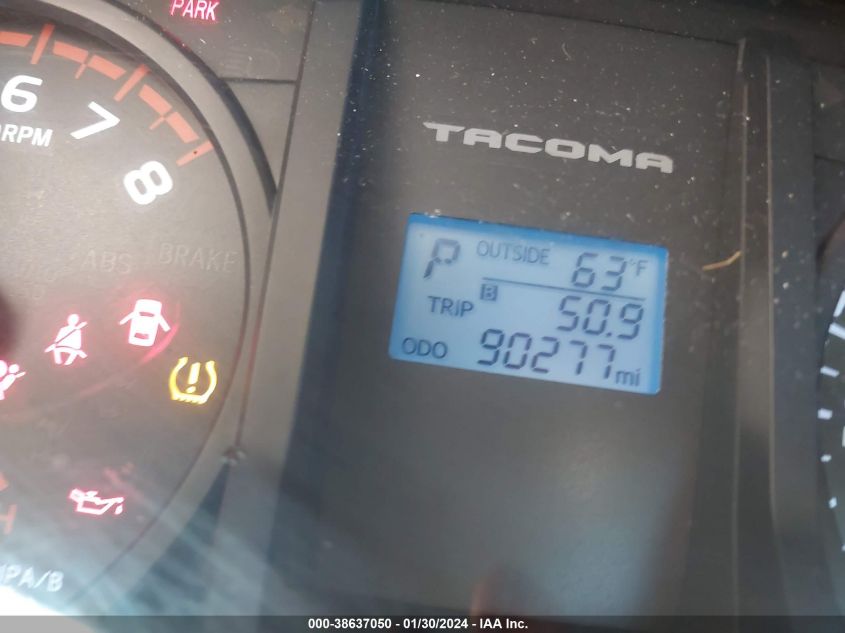 PARK
6
7
8
RPM
TACOMA
ABS
BRAKE
P OUTSIDE 63°F
TRIP B 50.9
ODO 90277 mi
H
000-38637050 - 01/30/2024 - IAA Inc.